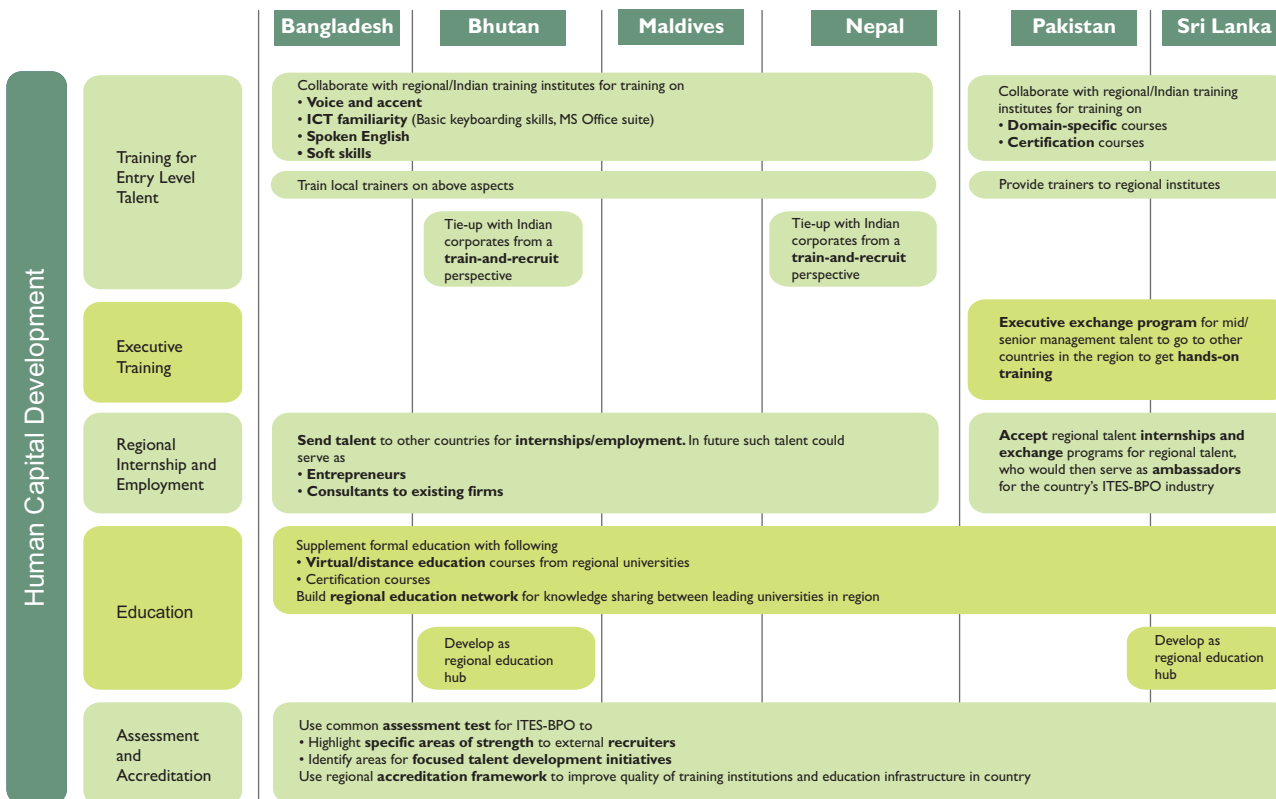 Bangladesh
Bhutan
Maldives
Nepal
Pakistan
Sri Lanka
Human Capital Development
Training for
Entry Level
Talent
Collaborate with regional/Indian training institutes for training on
• Voice and accent
• ICT familiarity (Basic keyboarding skills, MS Office suite)
• Spoken English
• Soft skills
Collaborate with regional/Indian training
institutes for training on
• Domain-specific courses
• Certification courses
Train local trainers on above aspects
Provide trainers to regional institutes
Tie-up with Indian
corporates from a
train-and-recruit
perspective
Tie-up with Indian
corporates from a
train-and-recruit
perspective
Executive
Training
Executive exchange program for mid/
senior management talent to go to other
countries in the region to get hands-on
training
Regional
Internship and
Employment
Send talent to other countries for internships/employment. In future such talent could
serve as
• Entrepreneurs
• Consultants to existing firms
Accept regional talent internships and
exchange programs for regional talent,
who would then serve as ambassadors
for the country's ITES-BPO industry
Education
Supplement formal education with following
• Virtual/distance education courses from regional universities
• Certification courses
Build regional education network for knowledge sharing between leading universities in region
Develop as
regional education
hub
Develop as
regional education
hub
Assessment
and
Accreditation
Use common assessment test for ITES-BPO to
• Highlight specific areas of strength to external recruiters
• Identify areas for focused talent development initiatives
Use regional accreditation framework to improve quality of training institutions and education infrastructure in country